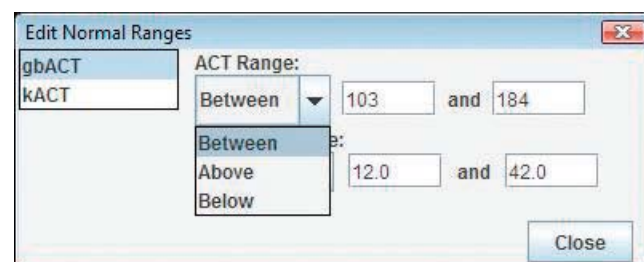 Edit Normal Ranges
gbACT
kACT
ACT Range:
Between 103 and 184
Between
Above
Below
e:
12.0 and 42.0
Close